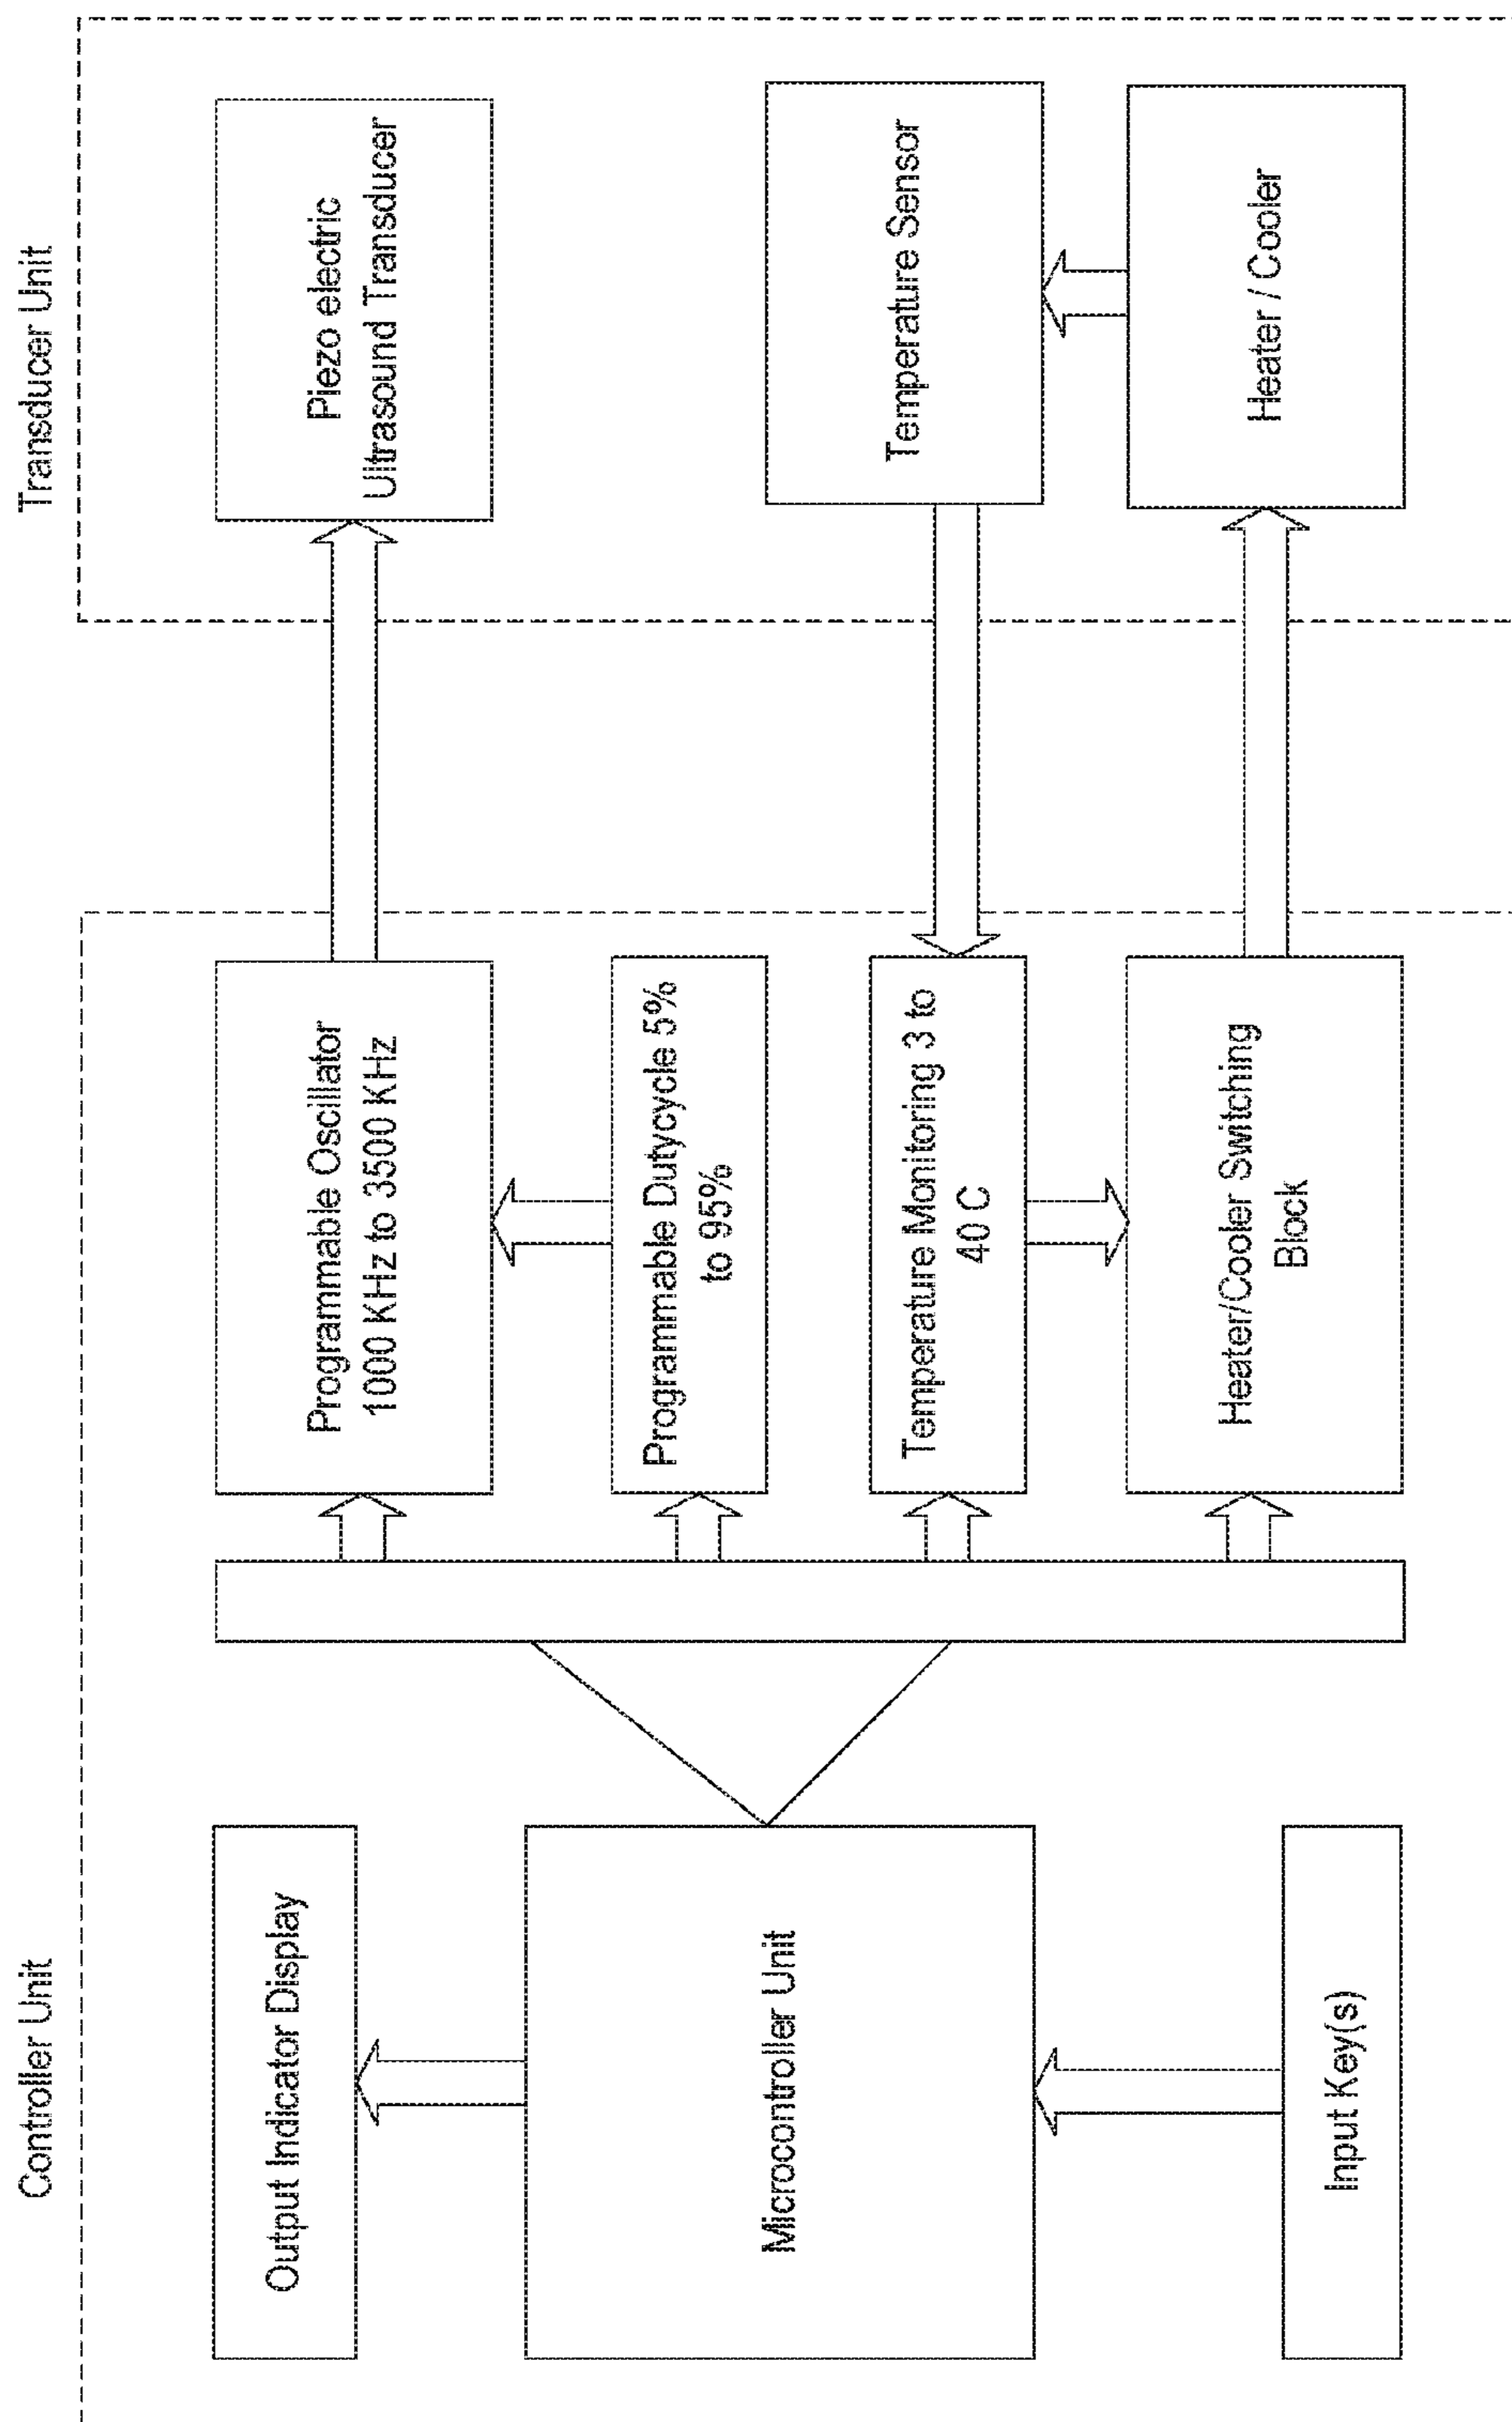 Controller Unit
Transducer Unit
Output Indicator Display
Microcontroller Unit
Input Key(s)
Programmable Oscillator
1000 KHz to 3500 KHz
Programmable Dutycycle 5%
to 95%
Temperature Monitoring 3 to
40 C
Heater/Cooler Switching
Block
Piezo electric
Ultrasound Transducer
Temperature Sensor
Heater / Cooler